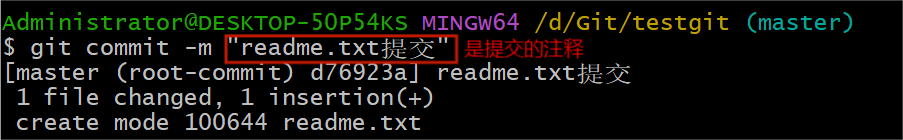 Administrator@DESKTOP-50P54KS MINGW64 /d/Git/testgit (master)
$ git commit -m "readme.txt提交" 是提交的注释
[master (root-commit) d76923a] readme.txt提交
 1 file changed, 1 insertion(+)
 create mode 100644 readme.txt